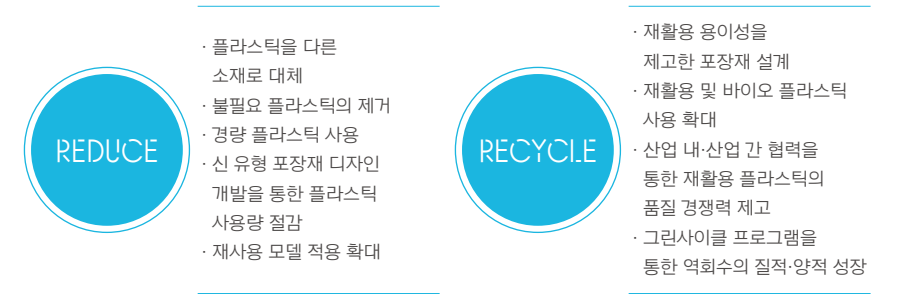 REDUCE
· 플라스틱을 다른
소재로 대체
· 불필요 플라스틱의 제거
· 경량 플라스틱 사용
· 신 유형 포장재 디자인
개발을 통한 플라스틱
사용량 절감
· 재사용 모델 적용 확대
RECYCLE
· 재활용 용이성을
제고한 포장재 설계
· 재활용 및 바이오 플라스틱
사용 확대
· 산업 내·산업 간 협력을
통한 재활용 플라스틱의
품질 경쟁력 제고
· 그린사이클 프로그램을
통한 역회수의 질적·양적 성장